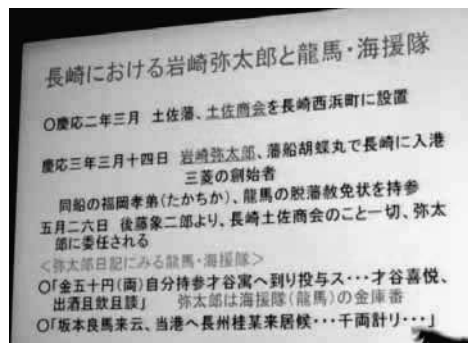 長崎における岩崎弥太郎と龍馬・海援隊
〇慶応二年三月 土佐藩、土佐商会を長崎西浜町に設置
慶応三年三月十四日 岩崎弥太郎、藩船胡蝶丸で長崎に入港
三菱の創始者
同船の福岡孝弟(たかちか)、龍馬の脱藩赦免状を持参
五月二六日 後藤象二郎より、長崎土佐商会のこと一切、弥太
郎に委任される
<弥太郎日記にみる龍馬・海援隊>
〇「金五十円(両)自分持参才谷寓へ到り投与ス・・・才谷喜悦、
出酒且飲且談」 弥太郎は海援隊(龍馬)の金庫番
〇「坂本良馬来云、当港へ長州桂某来居候・・・千両計リ・・・」